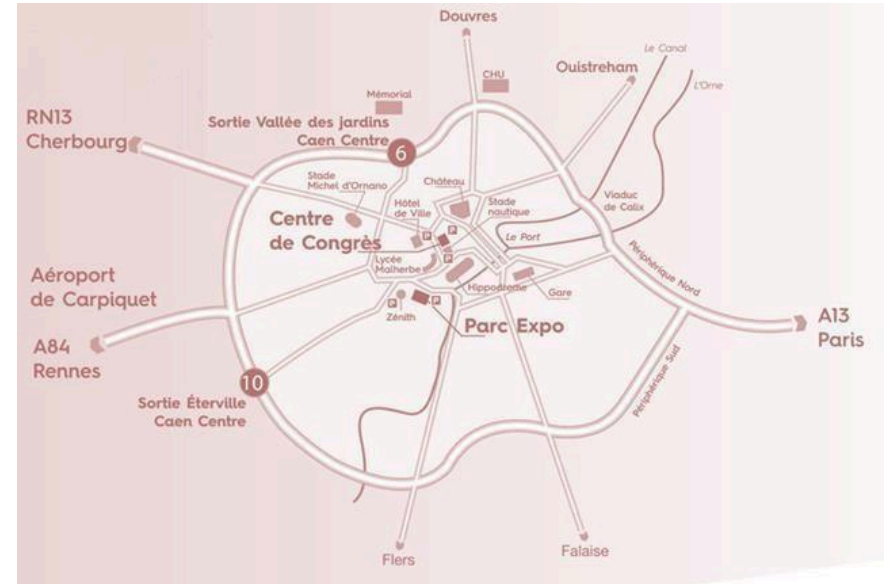 Douvres
Le Canal
Ouistreham
CHU
L'Orne
Mémorial
RN13
Cherbourg
Sortie Vallée des jardins
Caen Centre
6
Stade
Michel d'Ornano
Château
Hôtel
de Ville
Stade
nautique
Viaduc
de Calix
Centre
de Congrès
P
P
Le Port
Lycée
Malherbe
P
Périphérique Nord
Aéroport
de Carpiquet
Hippodrome
Gare
P
P
Zénith
Parc Expo
A13
Paris
A84
Rennes
10
Sortie Éterville
Caen Centre
Périphérique Sud
Flers
Falaise